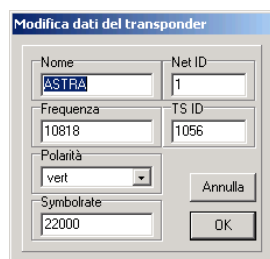 Modifica dati del transponder
Nome
Net ID
ASTRA
1
Frequenza
TS ID
10818
1056
Polarità
vert
Annulla
Symbolrate
22000
OK